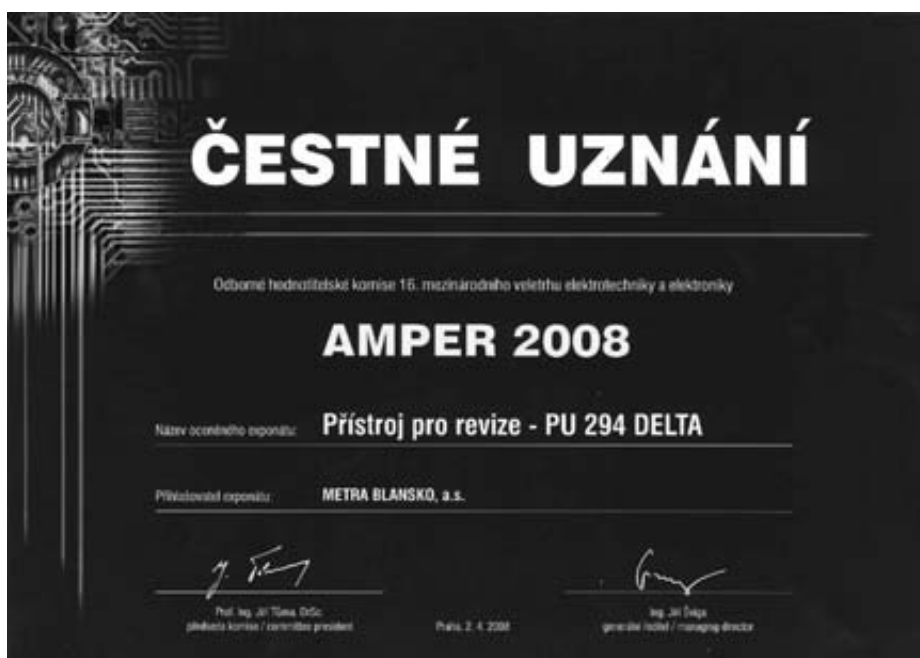 ČESTNÉ UZNÁNÍ
Odborné hodnotitelské komise 16. mezinárodního veletrhu elektrotechniky a elektroniky
AMPER 2008
Název oceněného exponátu: Přístroj pro revize - PU 294 DELTA
Přihlašovatel exponátu: METRA BLANSKO, a.s.
Prof. Ing. Jiří Tůma, DrSc.
předseda komise / committee president
Praha, 2. 4. 2008
Ing. Jiří
generální ředitel / managing director